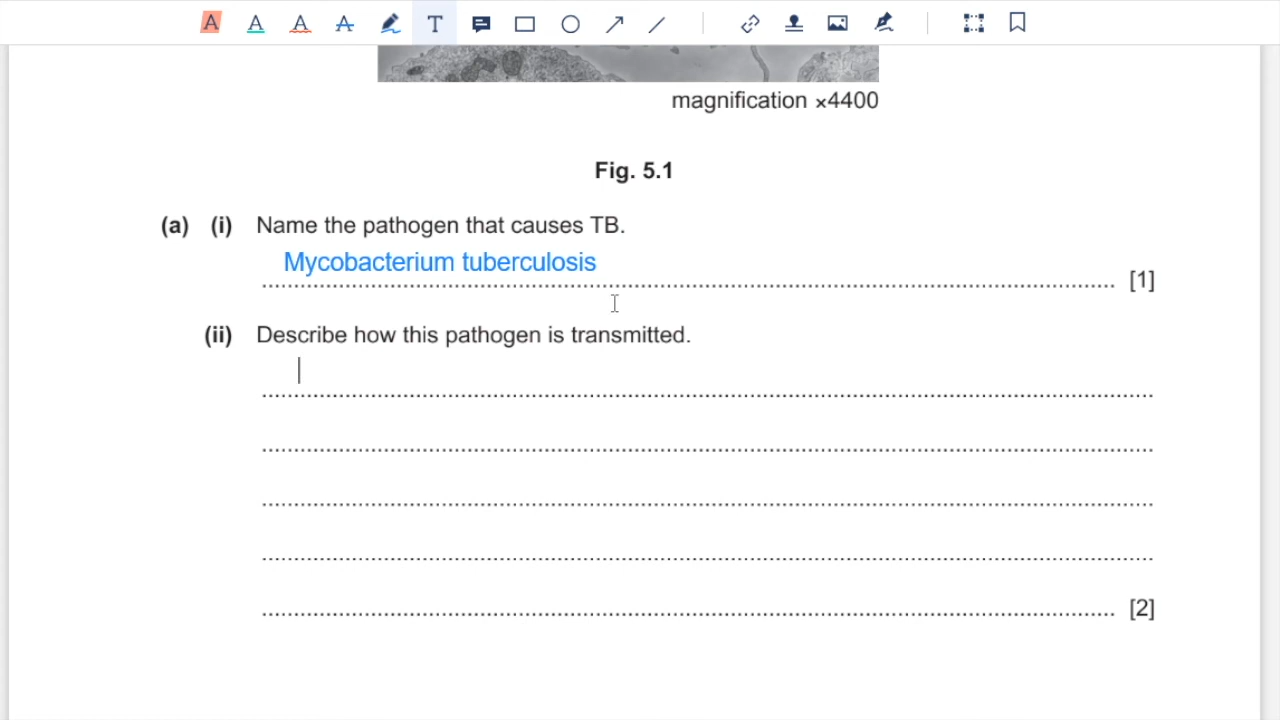 magnification ×4400
Fig. 5.1
(a) (i) Name the pathogen that causes TB.
Mycobacterium tuberculosis
.................................................................................................................................... [1]
(ii) Describe how this pathogen is transmitted.
..........................................................................................................................................
..........................................................................................................................................
..........................................................................................................................................
..........................................................................................................................................
.................................................................................................................................... [2]